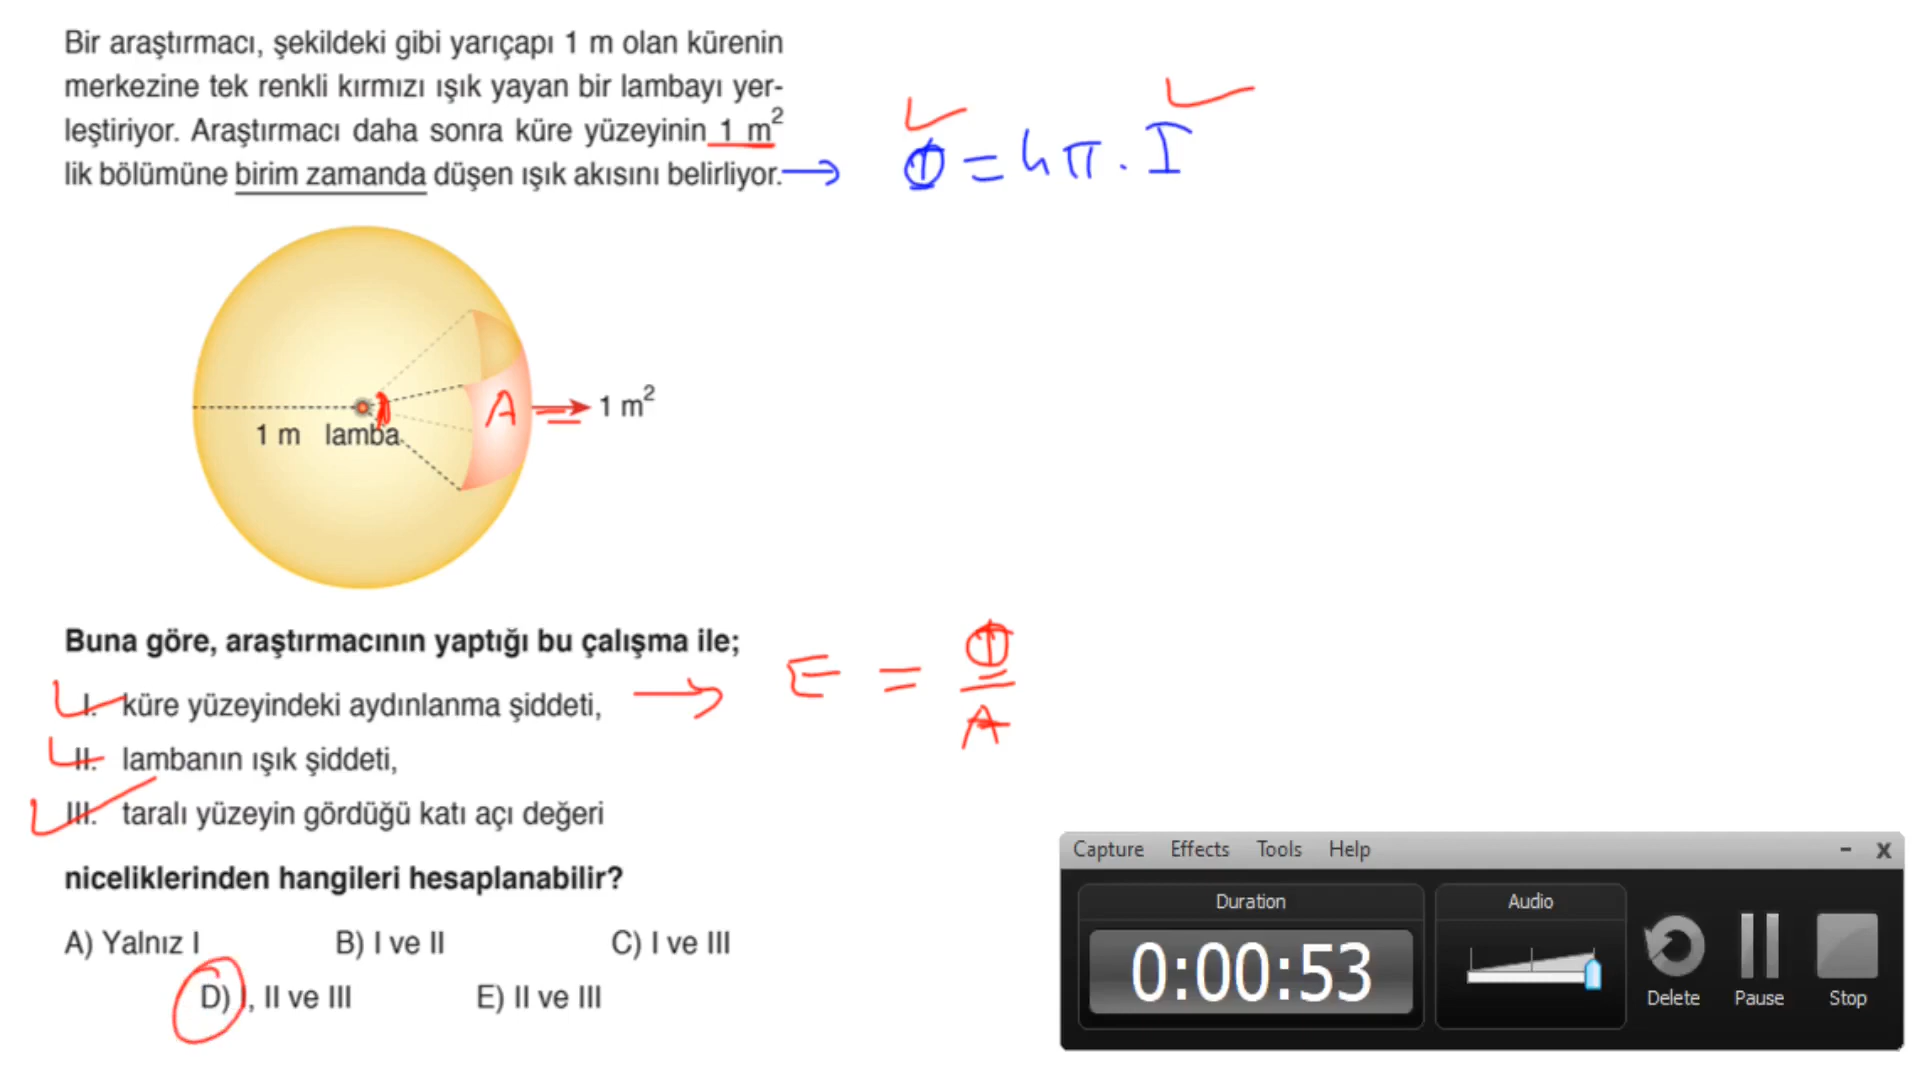 Bir araştırmacı, şekildeki gibi yarıçapı 1 m olan kürenin
merkezine tek renkli kırmızı ışık yayan bir lambayı yer-
leştiriyor. Araştırmacı daha sonra küre yüzeyinin 1 m²
lik bölümüne birim zamanda düşen ışık akısını belirliyor.
Φ = 4π . I
A
1 m²
1 m lamba
Buna göre, araştırmacının yaptığı bu çalışma ile;
I. küre yüzeyindeki aydınlanma şiddeti,
E = Φ / A
II. lambanın ışık şiddeti,
III. taralı yüzeyin gördüğü katı açı değeri
niceliklerinden hangileri hesaplanabilir?
A) Yalnız I B) I ve II C) I ve III
D) I, II ve III E) II ve III
Capture Effects Tools Help
Duration Audio
0:00:53
Delete Pause Stop